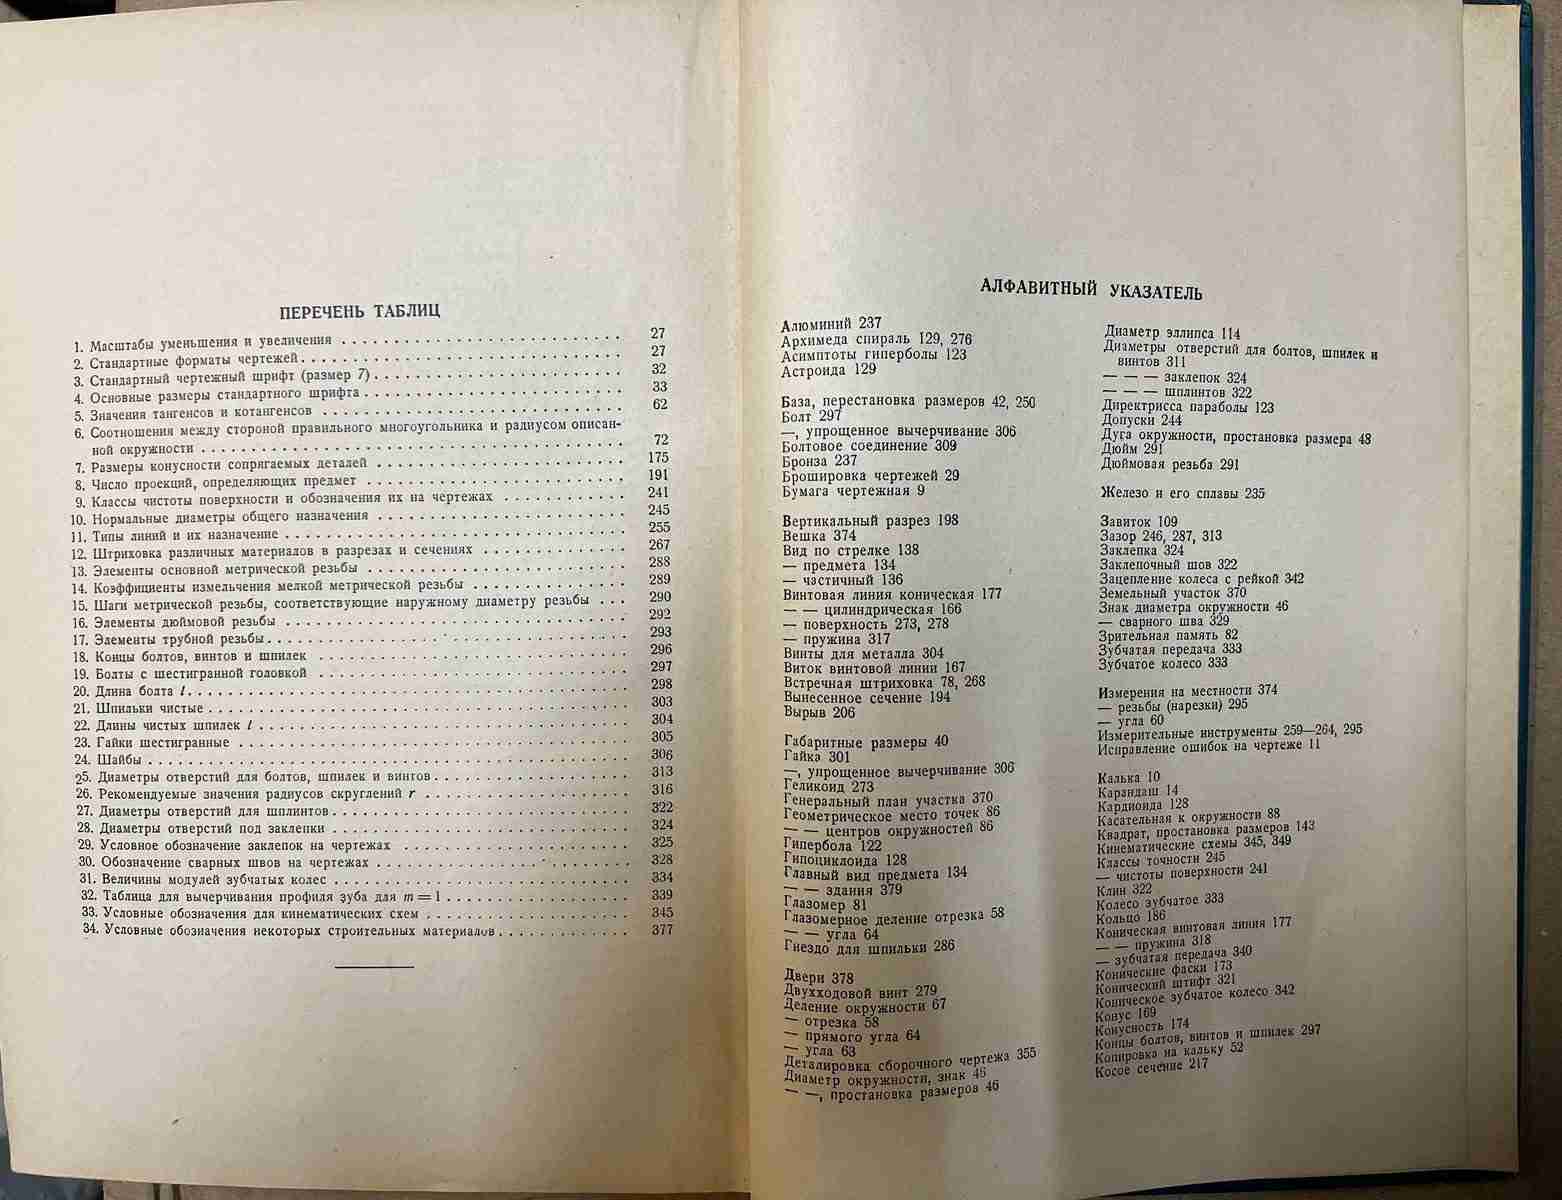 ПЕРЕЧЕНЬ ТАБЛИЦ
1. Масштабы уменьшения и увеличения . . . 27
2. Стандартные форматы чертежей . . . 27
3. Стандартный чертежный шрифт (размер 7) . . . 32
4. Основные размеры стандартного шрифта . . . 33
5. Значения тангенсов и котангенсов . . . 62
6. Соотношения между стороной правильного многоугольника и радиусом описан-
ной окружности . . . 72
7. Размеры конусности сопрягаемых деталей . . . 175
8. Число проекций, определяющих предмет . . . 191
9. Классы чистоты поверхности и обозначения их на чертежах . . . 241
10. Нормальные диаметры общего назначения . . . 245
11. Типы линий и их назначение . . . 255
12. Штриховка различных материалов в разрезах и сечениях . . . 267
13. Элементы основной метрической резьбы . . . 288
14. Коэффициенты измельчения мелкой метрической резьбы . . . 289
15. Шаги метрической резьбы, соответствующие наружному диаметру резьбы . . . 290
16. Элементы дюймовой резьбы . . . 292
17. Элементы трубной резьбы . . . 293
18. Концы болтов, винтов и шпилек . . . 296
19. Болты с шестигранной головкой . . . 297
20. Длина болта l . . . 298
21. Шпильки чистые . . . 303
22. Длины чистых шпилек l . . . 304
23. Гайки шестигранные . . . 305
24. Шайбы . . . 306
25. Диаметры отверстий для болтов, шпилек и винтов . . . 313
26. Рекомендуемые значения радиусов скруглений r . . . 316
27. Диаметры отверстий для шплинтов . . . 322
28. Диаметры отверстий под заклепки . . . 324
29. Условное обозначение заклепок на чертежах . . . 325
30. Обозначение сварных швов на чертежах . . . 328
31. Величины модулей зубчатых колес . . . 334
32. Таблица для вычерчивания профиля зуба для m = 1 . . . 339
33. Условные обозначения для кинематических схем . . . 345
34. Условные обозначения некоторых строительных материалов . . . 377
АЛФАВИТНЫЙ УКАЗАТЕЛЬ
Алюминий 237
Архимеда спираль 129, 276
Асимптоты гиперболы 123
Астроида 129
База, перестановка размеров 42, 250
Болт 297
—, упрощенное вычерчивание 306
Болтовое соединение 309
Бронза 237
Брошировка чертежей 29
Бумага чертежная 9
Вертикальный разрез 198
Вешка 374
Вид по стрелке 138
— предмета 134
— частичный 136
Винтовая линия коническая 177
— — цилиндрическая 166
— поверхность 273, 278
— пружина 317
Винты для металла 304
Виток винтовой линии 167
Встречная штриховка 78, 268
Вынесенное сечение 194
Вырыв 206
Габаритные размеры 40
Гайка 301
—, упрощенное вычерчивание 306
Геликоид 273
Генеральный план участка 370
Геометрическое место точек 86
— — центров окружностей 86
Гипербола 122
Гипоциклоида 128
Главный вид предмета 134
— — здания 379
Глазомер 81
Глазомерное деление отрезка 58
— — угла 64
Гнездо для шпильки 286
Двери 378
Двухходовой винт 279
Деление окружности 67
— отрезка 58
— прямого угла 64
— угла 63
Деталировка сборочного чертежа 355
Диаметр окружности, знак 46
— —, простановка размеров 46
Диаметр эллипса 114
Диаметры отверстий для болтов, шпилек и
винтов 311
— — — заклепок 324
— — — шплинтов 322
Директрисса параболы 123
Допуски 244
Дуга окружности, простановка размера 48
Дюйм 291
Дюймовая резьба 291
Железо и его сплавы 235
Завиток 109
Зазор 246, 287, 313
Заклепка 324
Заклепочный шов 322
Зацепление колеса с рейкой 342
Земельный участок 370
Знак диаметра окружности 46
— сварного шва 329
Зрительная память 82
Зубчатая передача 333
Зубчатое колесо 333
Измерения на местности 374
— резьбы (нарезки) 295
— угла 60
Измерительные инструменты 259—264, 295
Исправление ошибок на чертеже 11
Калька 10
Карандаш 14
Кардиоида 128
Касательная к окружности 88
Квадрат, простановка размеров 143
Кинематические схемы 345, 349
Классы точности 245
— чистоты поверхности 241
Клин 322
Колесо зубчатое 333
Кольцо 186
Коническая винтовая линия 177
— — пружина 318
— зубчатая передача 340
Конические фаски 173
Конический штифт 321
Коническое зубчатое колесо 342
Конус 169
Конусность 174
Концы болтов, винтов и шпилек 297
Копировка на кальку 52
Косое сечение 217